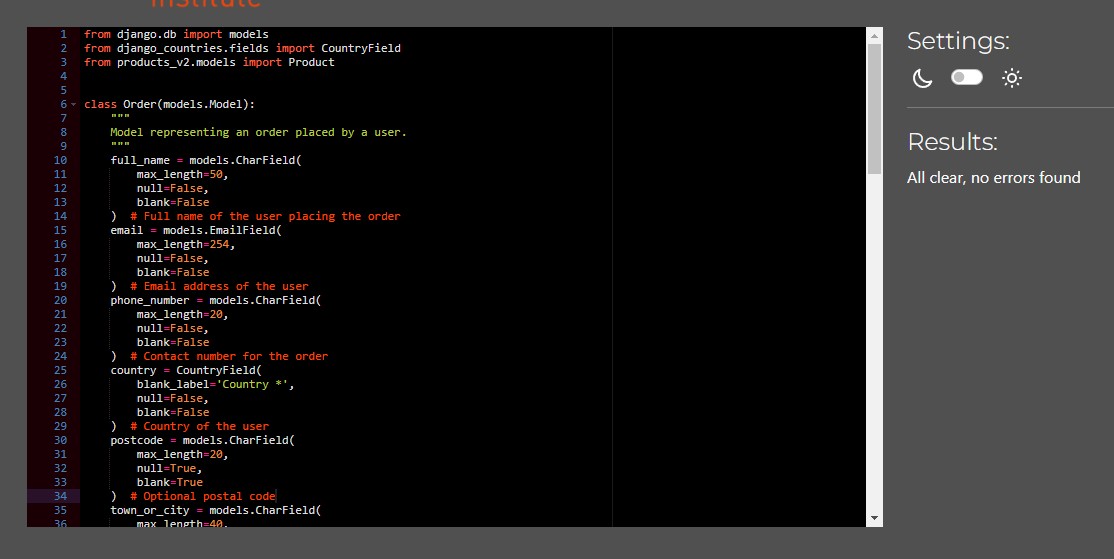 institute
1 from django.db import models
2 from django_countries.fields import CountryField
3 from products_v2.models import Product
4
5
6 class Order(models.Model):
7     """
8     Model representing an order placed by a user.
9     """
10     full_name = models.CharField(
11         max_length=50,
12         null=False,
13         blank=False
14     )  # Full name of the user placing the order
15     email = models.EmailField(
16         max_length=254,
17         null=False,
18         blank=False
19     )  # Email address of the user
20     phone_number = models.CharField(
21         max_length=20,
22         null=False,
23         blank=False
24     )  # Contact number for the order
25     country = CountryField(
26         blank_label='Country *',
27         null=False,
28         blank=False
29     )  # Country of the user
30     postcode = models.CharField(
31         max_length=20,
32         null=True,
33         blank=True
34     )  # Optional postal code
35     town_or_city = models.CharField(
36         max_length=40,
Settings:
Results:
All clear, no errors found